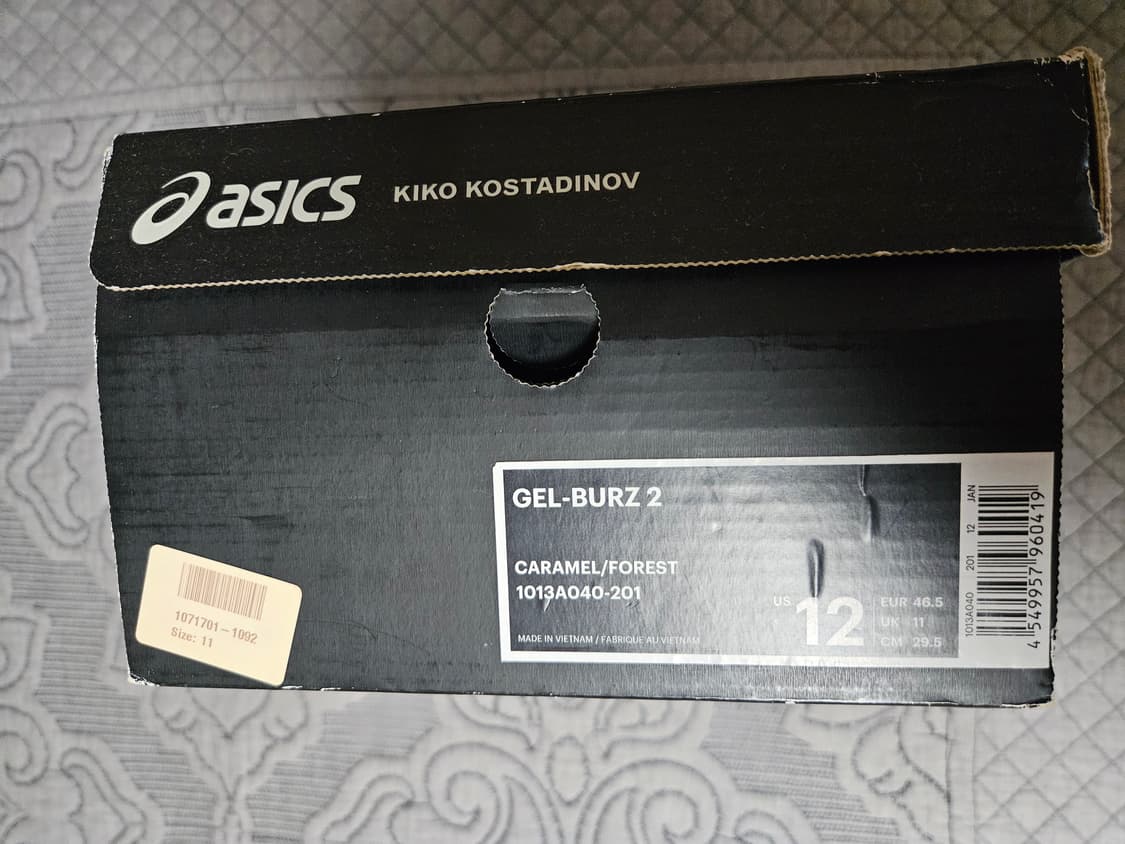 asics KIKO KOSTADINOV
GEL-BURZ 2
CARAMEL/FOREST
1013A040-201
MADE IN VIETNAM / FABRIQUE AU VIETNAM
US 12
EUR 46.5
UK 11
CM 29.5
1013A040 201 12 JAN
4 549957 960419
1071701-1092
Size: 11